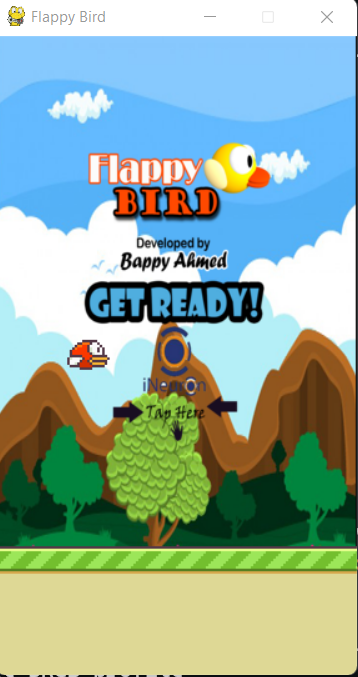 Flappy Bird
Flappy
BIRD
Developed by
Bappy Ahmed
GET READY!
iNeuron
Tap Here